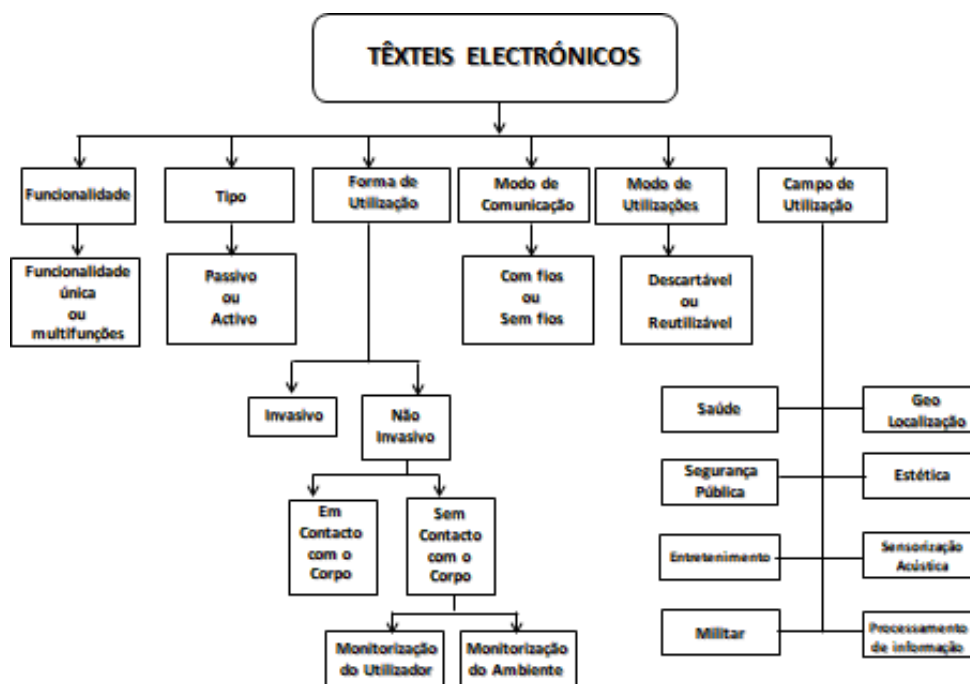 TÊXTEIS ELECTRÓNICOS
Funcionalidade
Tipo
Forma de
Utilização
Modo de
Comunicação
Modo de
Utilizações
Campo de
Utilização
Funcionalidade
única
ou
multifunções
Passivo
ou
Activo
Com fios
ou
Sem fios
Descartável
ou
Reutilizável
Invasivo
Não
Invasivo
Em
Contacto
com o
Corpo
Sem
Contacto
com o
Corpo
Monitorização
do Utilizador
Monitorização
do Ambiente
Saúde
Geo
Localização
Segurança
Pública
Estética
Entretenimento
Sensorização
Acústica
Militar
Processamento
de informação